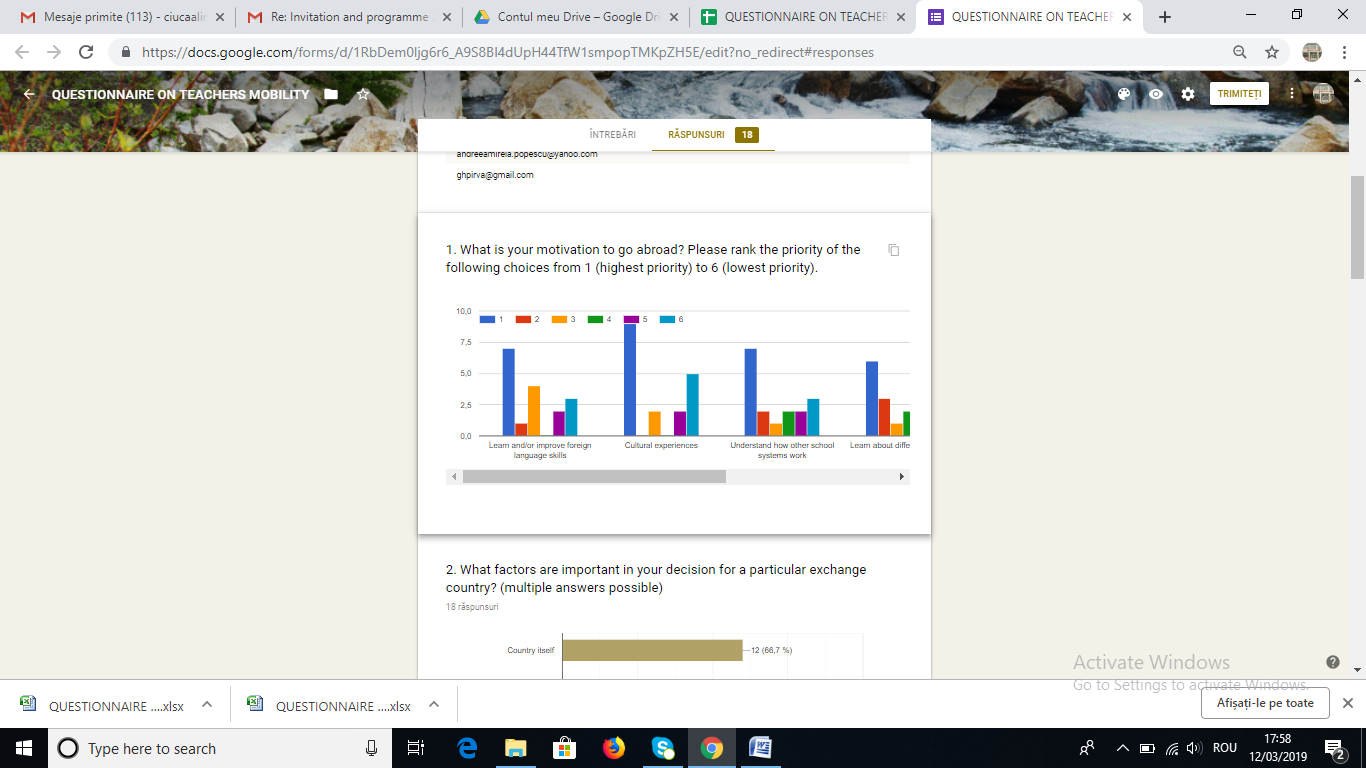 Mesaje primite (113) - ciucaalin
Re: Invitation and programme
Contul meu Drive – Google Dri
QUESTIONNAIRE ON TEACHER
QUESTIONNAIRE ON TEACHER
https://docs.google.com/forms/d/1RbDem0ljg6r6_A9S8Bl4dUpH44TfW1smpopTMKpZH5E/edit?no_redirect#responses
QUESTIONNAIRE ON TEACHERS MOBILITY
TRIMITEȚI
ÎNTREBĂRI RĂSPUNSURI 18
andreeamirela.popescu@yahoo.com
ghpirva@gmail.com
1. What is your motivation to go abroad? Please rank the priority of the
following choices from 1 (highest priority) to 6 (lowest priority).
10,0
1 2 3 4 5 6
7,5
5,0
2,5
0,0
Learn and/or improve foreign
language skills
Cultural experiences
Understand how other school
systems work
Learn about diffe
2. What factors are important in your decision for a particular exchange
country? (multiple answers possible)
18 răspunsuri
Country itself
12 (66,7 %)
Activate Windows
Go to Settings to activate Windows.
QUESTIONNAIRE ....xlsx
QUESTIONNAIRE ....xlsx
Afișați-le pe toate
Type here to search
ROU
17:58
12/03/2019
2